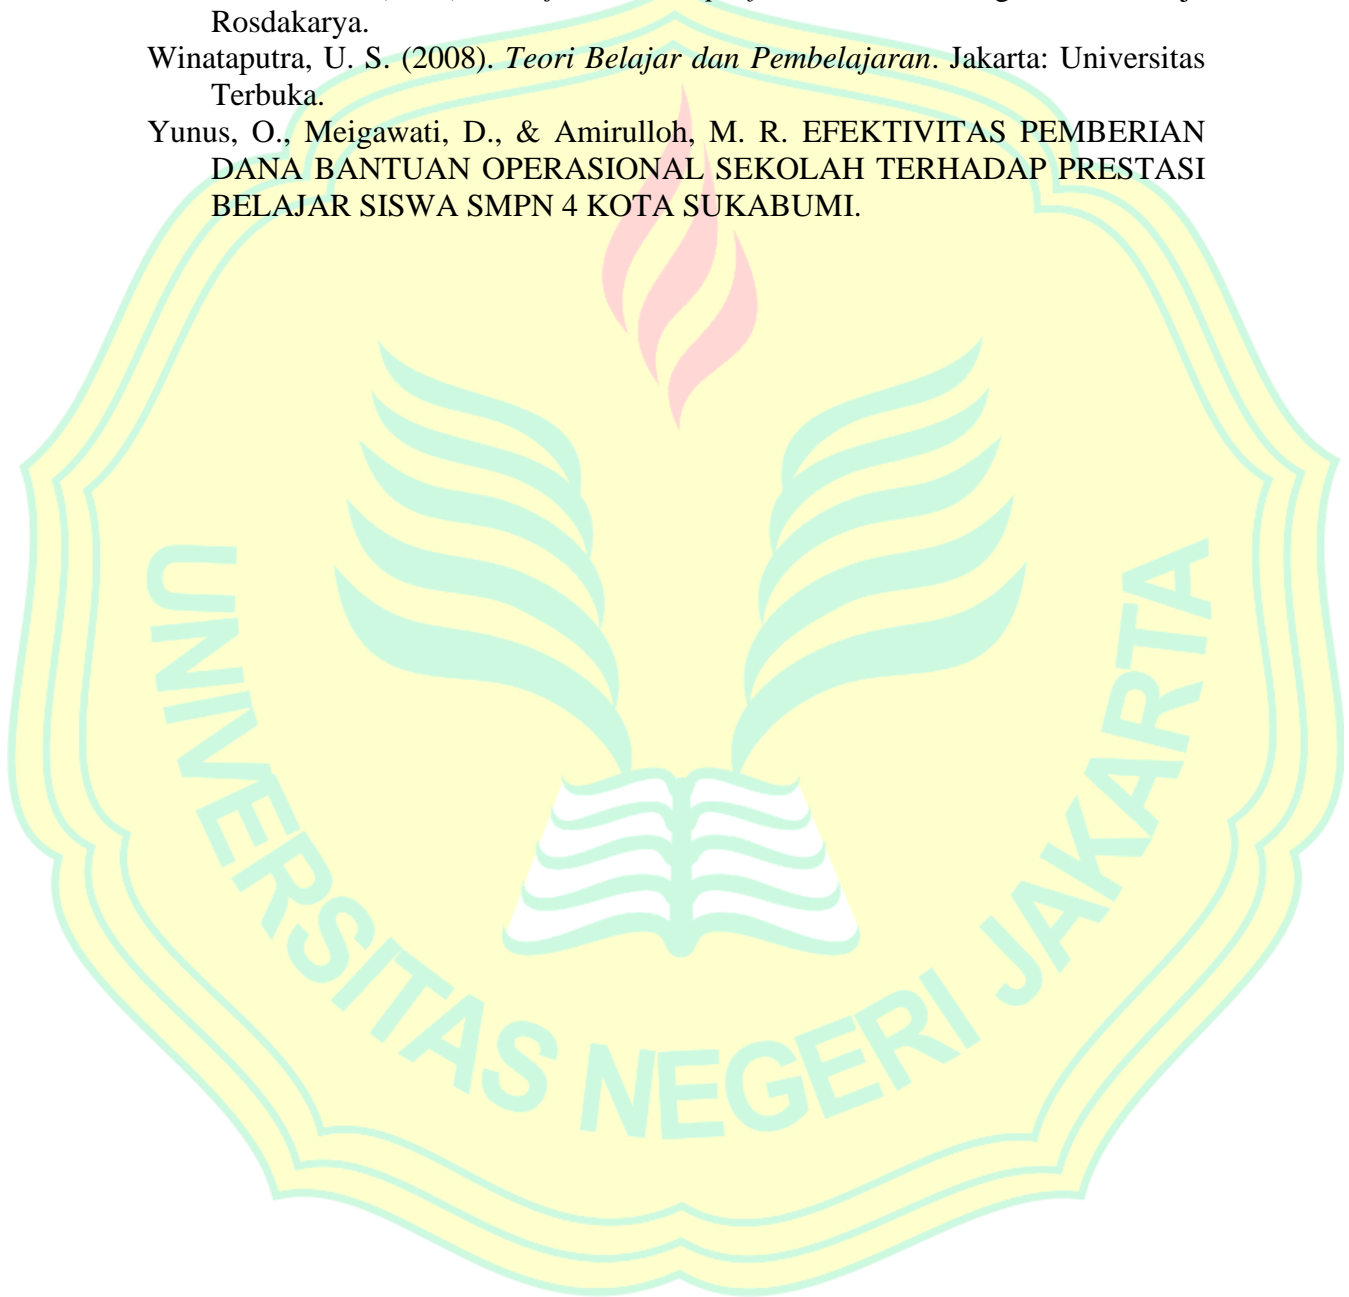 Rosdakarya.
Winataputra, U. S. (2008). Teori Belajar dan Pembelajaran. Jakarta: Universitas
Terbuka.
Yunus, O., Meigawati, D., & Amirulloh, M. R. EFEKTIVITAS PEMBERIAN
DANA BANTUAN OPERASIONAL SEKOLAH TERHADAP PRESTASI
BELAJAR SISWA SMPN 4 KOTA SUKABUMI.
UNIVERSITAS NEGERI JAKARTA